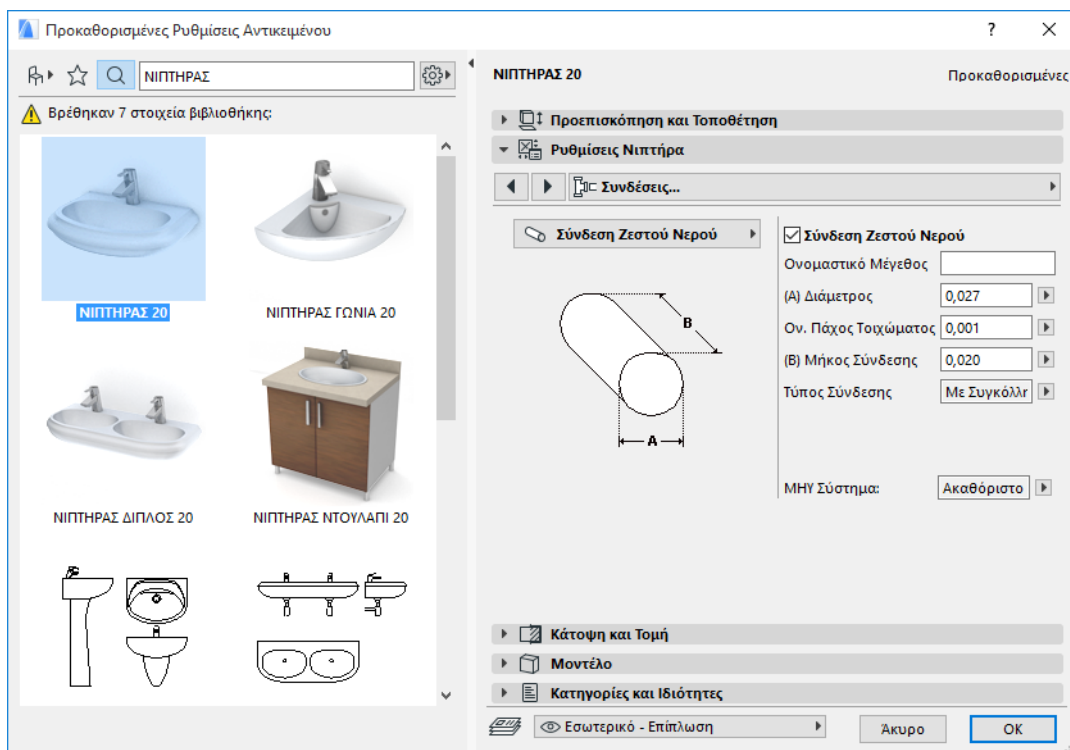 Προκαθορισμένες Ρυθμίσεις Αντικειμένου
?
ΝΙΠΤΗΡΑΣ
Βρέθηκαν 7 στοιχεία βιβλιοθήκης:
ΝΙΠΤΗΡΑΣ 20
ΝΙΠΤΗΡΑΣ ΓΩΝΙΑ 20
ΝΙΠΤΗΡΑΣ ΔΙΠΛΟΣ 20
ΝΙΠΤΗΡΑΣ ΝΤΟΥΛΑΠΙ 20
ΝΙΠΤΗΡΑΣ 20
Προκαθορισμένες
Προεπισκόπηση και Τοποθέτηση
Ρυθμίσεις Νιπτήρα
Συνδέσεις...
Σύνδεση Ζεστού Νερού
B
A
Σύνδεση Ζεστού Νερού
Ονομαστικό Μέγεθος
(A) Διάμετρος 0,027
Ον. Πάχος Τοιχώματος 0,001
(B) Μήκος Σύνδεσης 0,020
Τύπος Σύνδεσης Με Συγκόλλr
ΜΗΥ Σύστημα: Ακαθόριστο
Κάτοψη και Τομή
Μοντέλο
Κατηγορίες και Ιδιότητες
Εσωτερικό - Επίπλωση
Άκυρο
OK